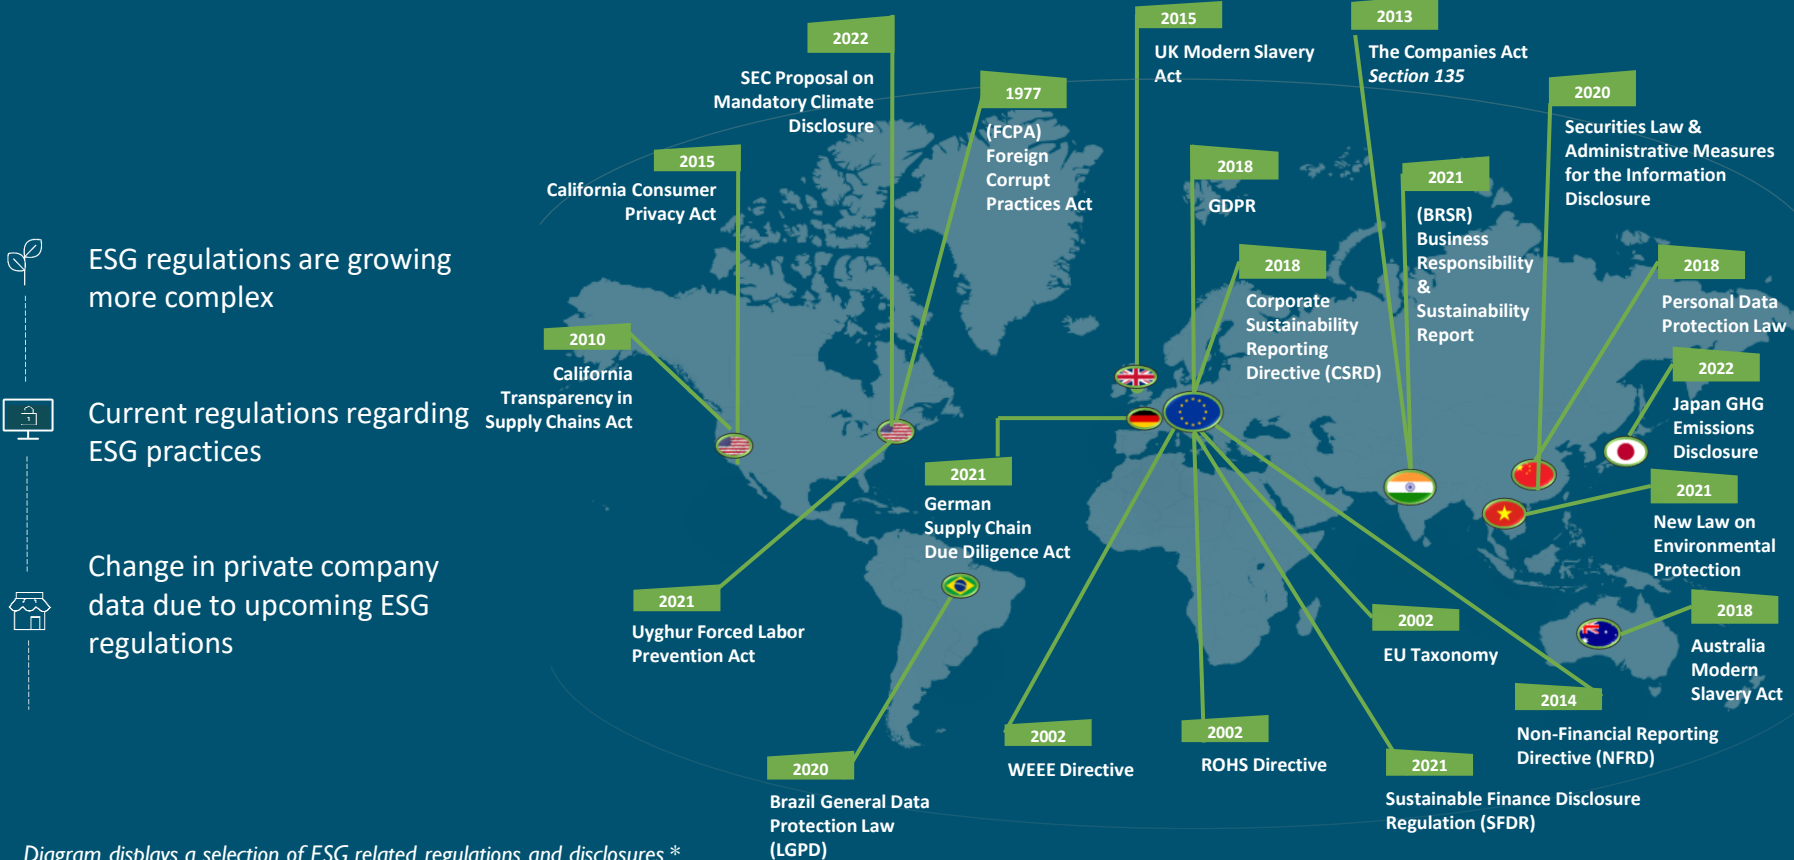 ESG regulations are growing
more complex
Current regulations regarding
ESG practices
Change in private company
data due to upcoming ESG
regulations
2010
California
Transparency in
Supply Chains Act
2015
California Consumer
Privacy Act
2022
SEC Proposal on
Mandatory Climate
Disclosure
1977
(FCPA)
Foreign
Corrupt
Practices Act
2021
Uyghur Forced Labor
Prevention Act
2020
Brazil General Data
Protection Law
(LGPD)
2015
UK Modern Slavery
Act
2021
German
Supply Chain
Due Diligence Act
2018
GDPR
2018
Corporate
Sustainability
Reporting
Directive (CSRD)
2002
WEEE Directive
2002
ROHS Directive
2021
Sustainable Finance Disclosure
Regulation (SFDR)
2002
EU Taxonomy
2014
Non-Financial Reporting
Directive (NFRD)
2013
The Companies Act
Section 135
2021
(BRSR)
Business
Responsibility
&
Sustainability
Report
2020
Securities Law &
Administrative Measures
for the Information
Disclosure
2018
Personal Data
Protection Law
2022
Japan GHG
Emissions
Disclosure
2021
New Law on
Environmental
Protection
2018
Australia
Modern
Slavery Act
Diagram displays a selection of ESG related regulations and disclosures *